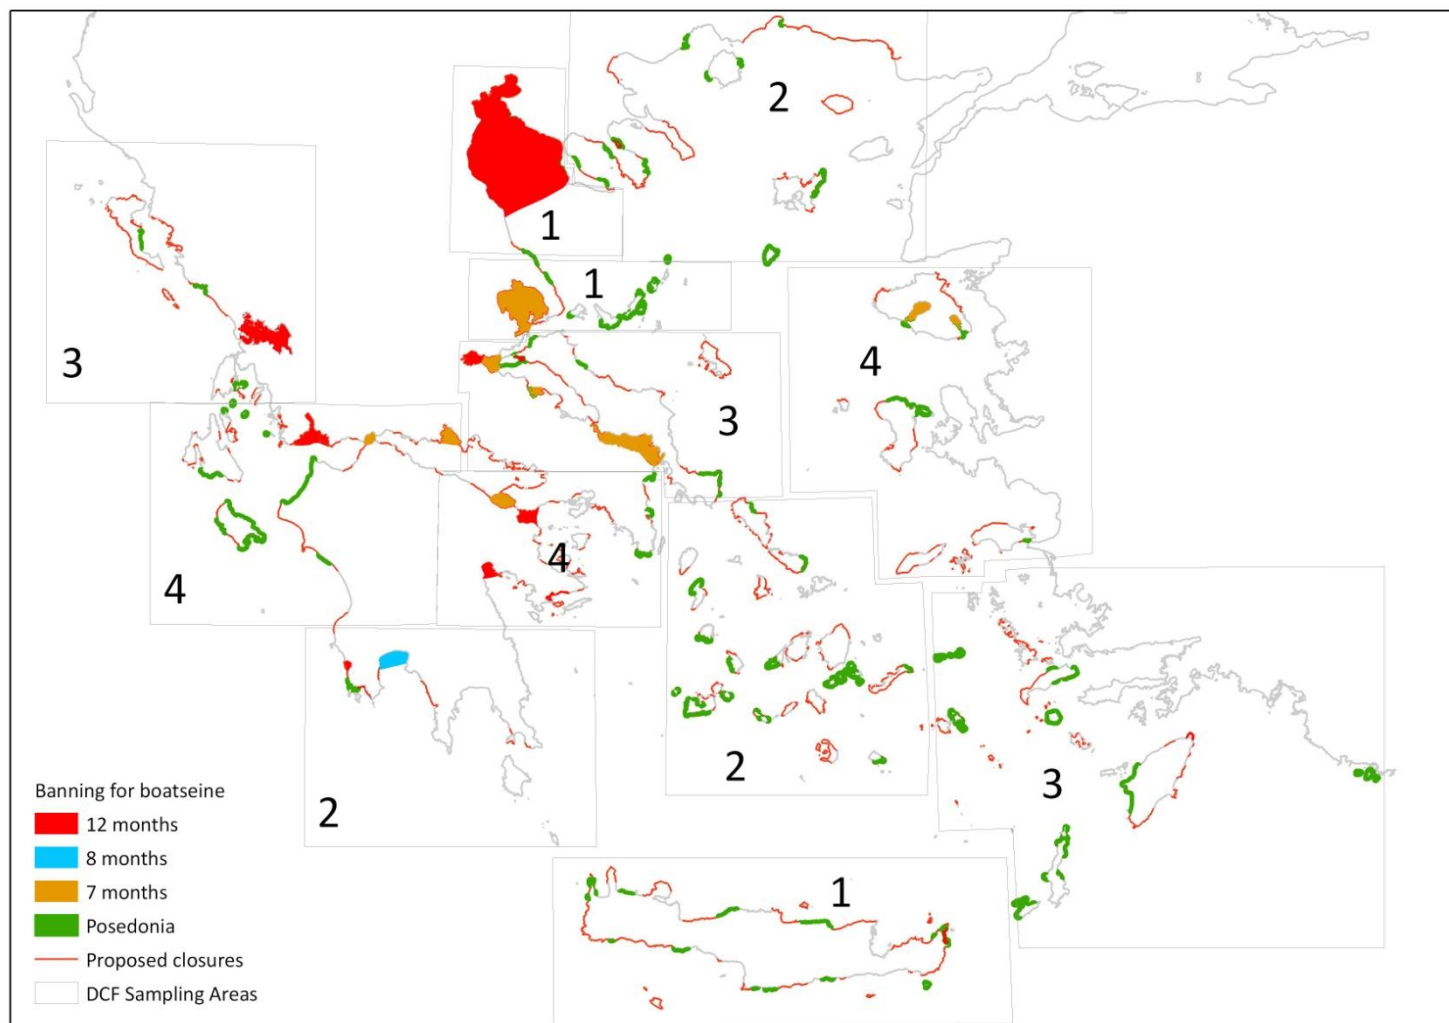 2
1
1
3
4
3
4
4
2
3
2
1
Banning for boatseine
12 months
8 months
7 months
Posedonia
Proposed closures
DCF Sampling Areas